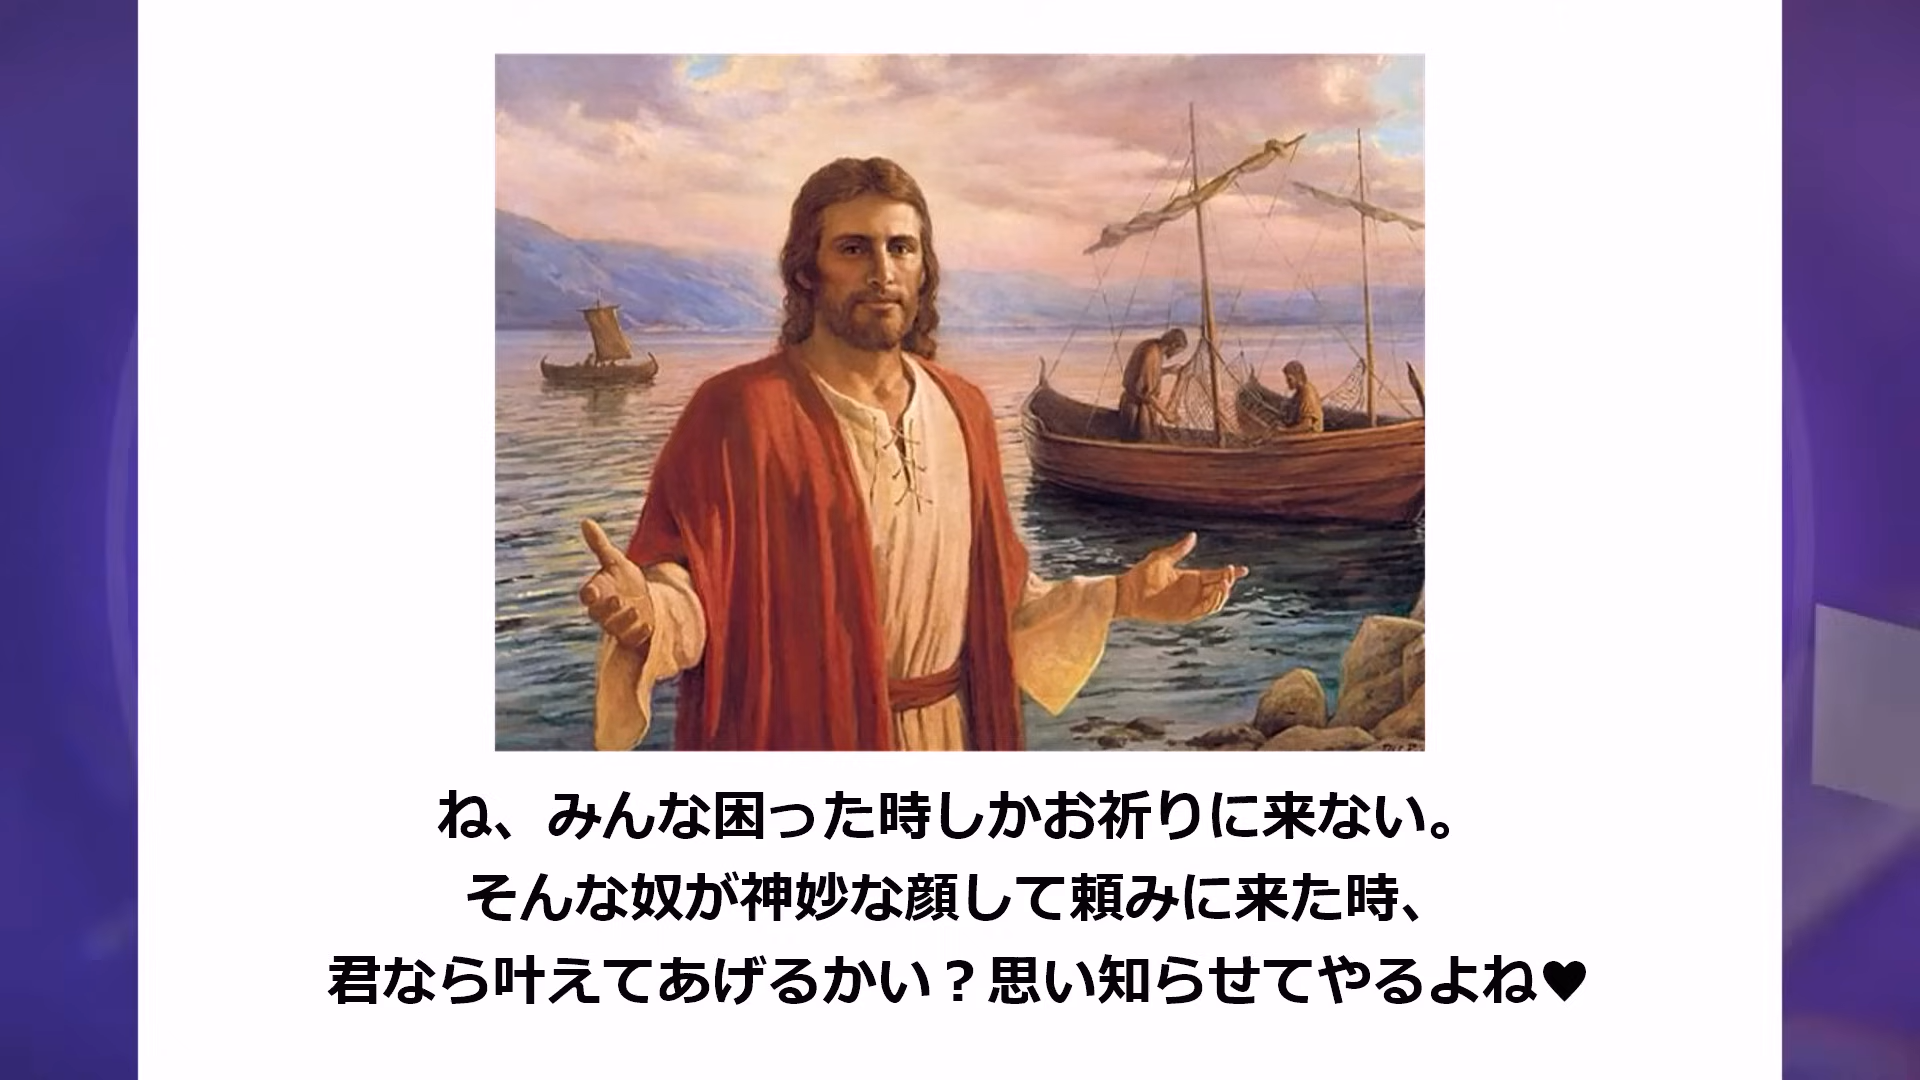 ね、みんな困った時しかお祈りに来ない。
そんな奴が神妙な顔して頼みに来た時、
君なら叶えてあげるかい？思い知らせてやるよね♥